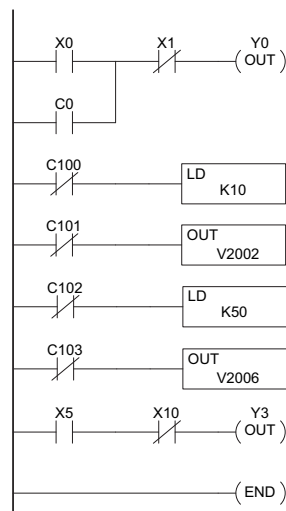 X0 X1 Y0
OUT
C0
C100
LD
K10
C101
OUT
V2002
C102
LD
K50
C103
OUT
V2006
X5 X10 Y3
OUT
END